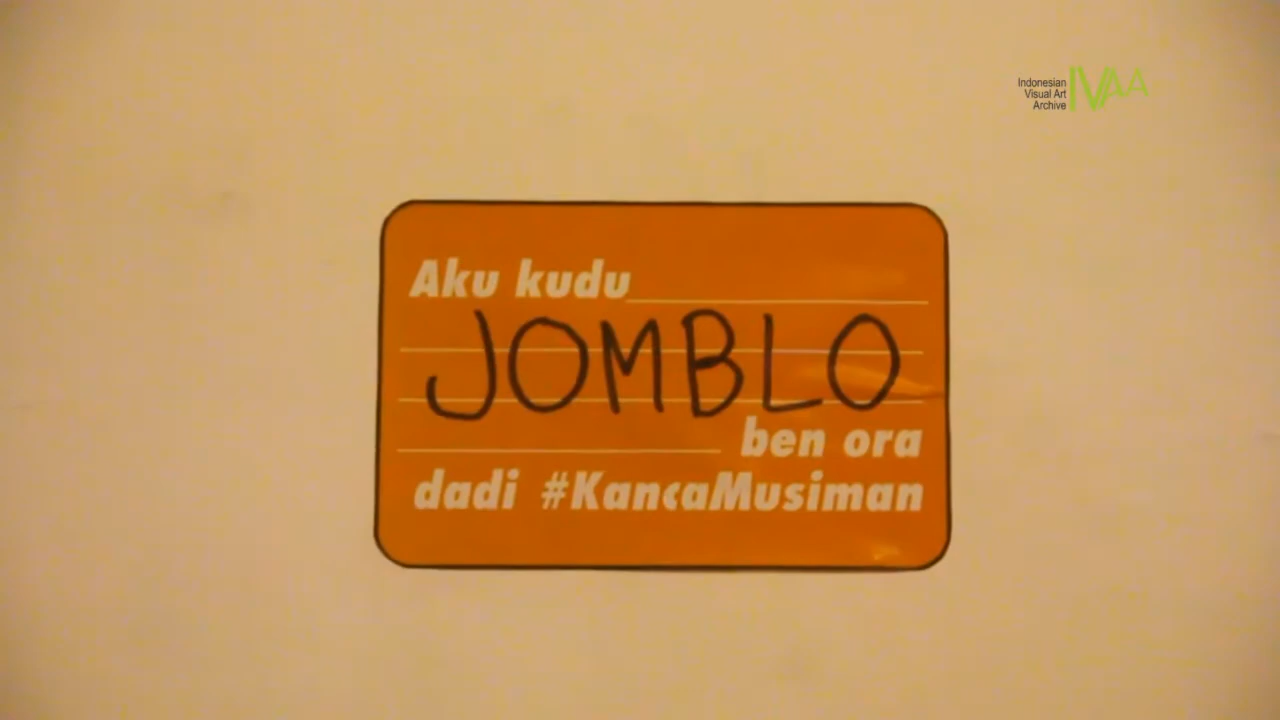 Indonesian
Visual Art
Archive
IVAA
Aku kudu
JOMBLO
ben ora
dadi #KancaMusiman